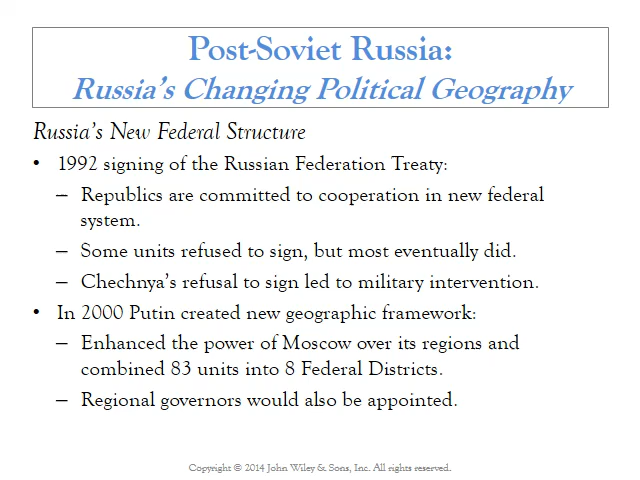 Post-Soviet Russia:
Russia's Changing Political Geography
Russia's New Federal Structure
• 1992 signing of the Russian Federation Treaty:
– Republics are committed to cooperation in new federal
system.
– Some units refused to sign, but most eventually did.
– Chechnya's refusal to sign led to military intervention.
• In 2000 Putin created new geographic framework:
– Enhanced the power of Moscow over its regions and
combined 83 units into 8 Federal Districts.
– Regional governors would also be appointed.
Copyright © 2014 John Wiley & Sons, Inc. All rights reserved.